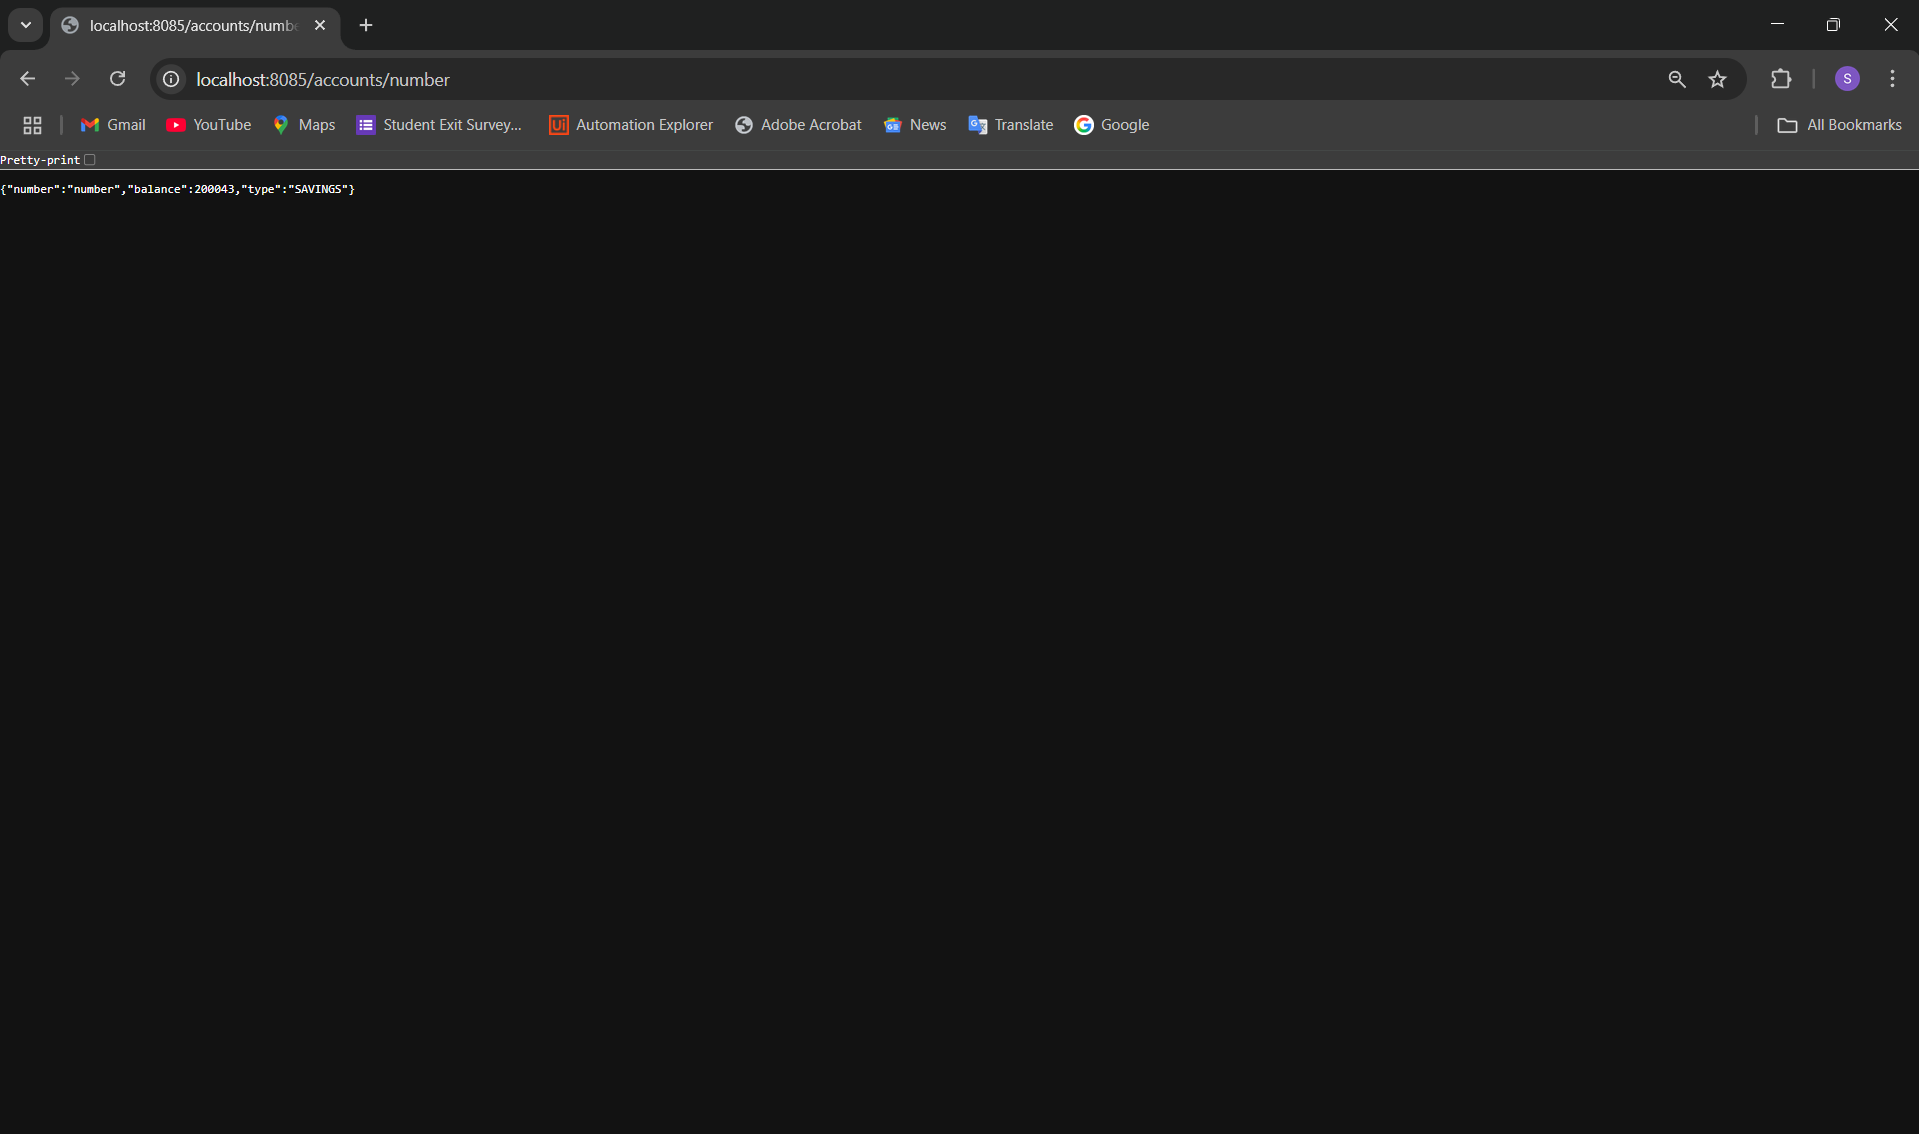 localhost:8085/accounts/numbe
localhost:8085/accounts/number
S
Gmail
YouTube
Maps
Student Exit Survey...
Ui Automation Explorer
Adobe Acrobat
News
Translate
Google
All Bookmarks
Pretty-print
{"number":"number","balance":200043,"type":"SAVINGS"}